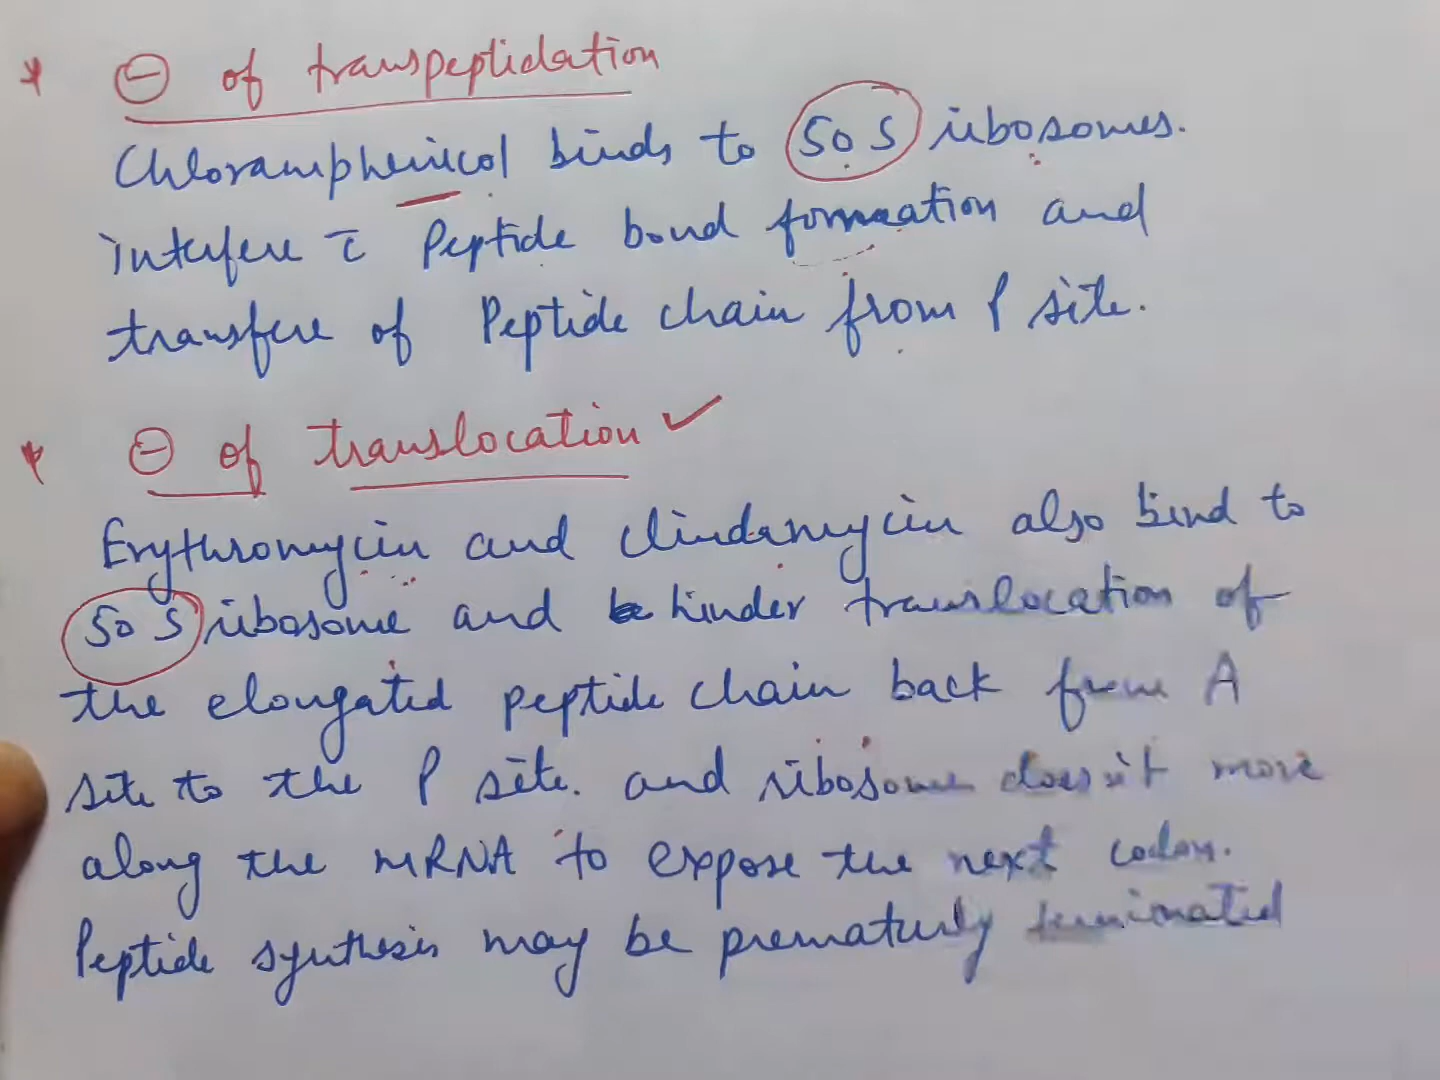 * ⊖ of transpeptidation
Chloramphenicol binds to 50 S ribosomes.
interfere c̄ Peptide bond formation and
transfere of Peptide chain from P site.
* ⊖ of translocation ✓
Erythromycin and clindamycin also bind to
50 S ribosome and hinder translocation of
the elongated peptide chain back from A
site to the P site. and ribosome doesn't move
along the mRNA to expose the next codon.
Peptide synthesis may be prematurly terminated